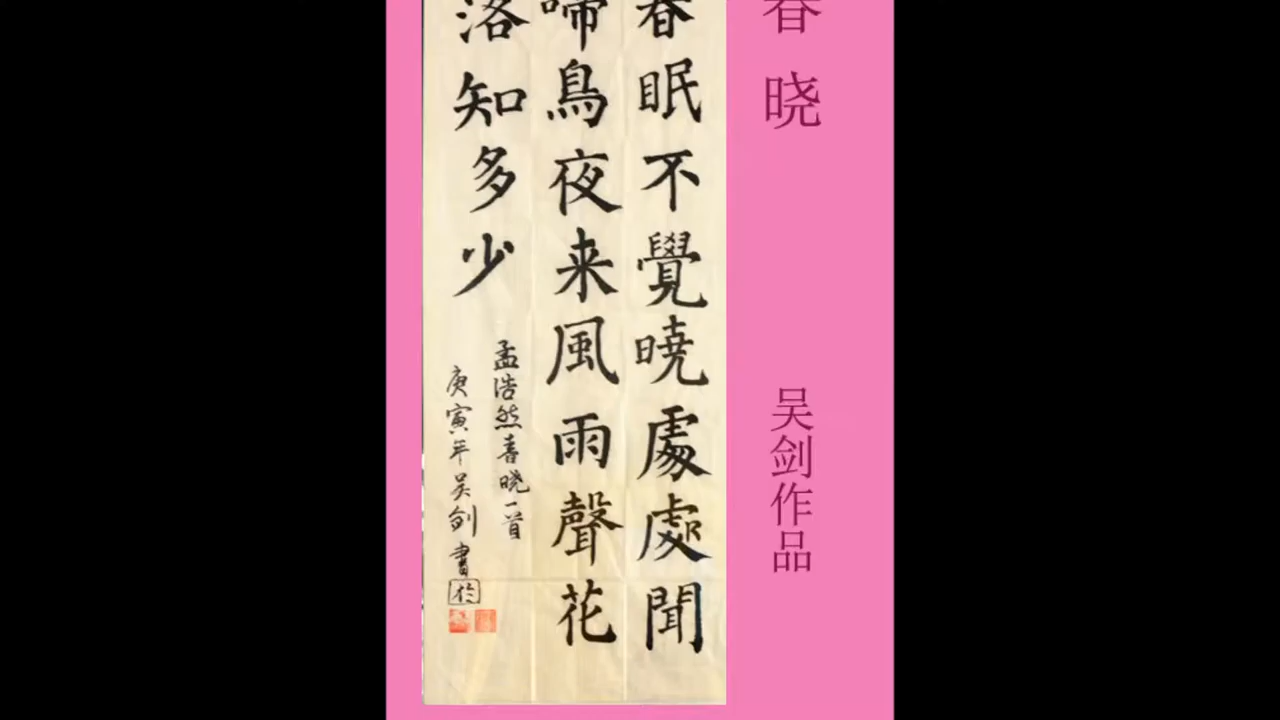 春晓
吴剑作品
春眠不覺曉處處聞
啼鳥夜来風雨聲花
落知多少
孟浩然春晓一首
庚寅年吴剑書於